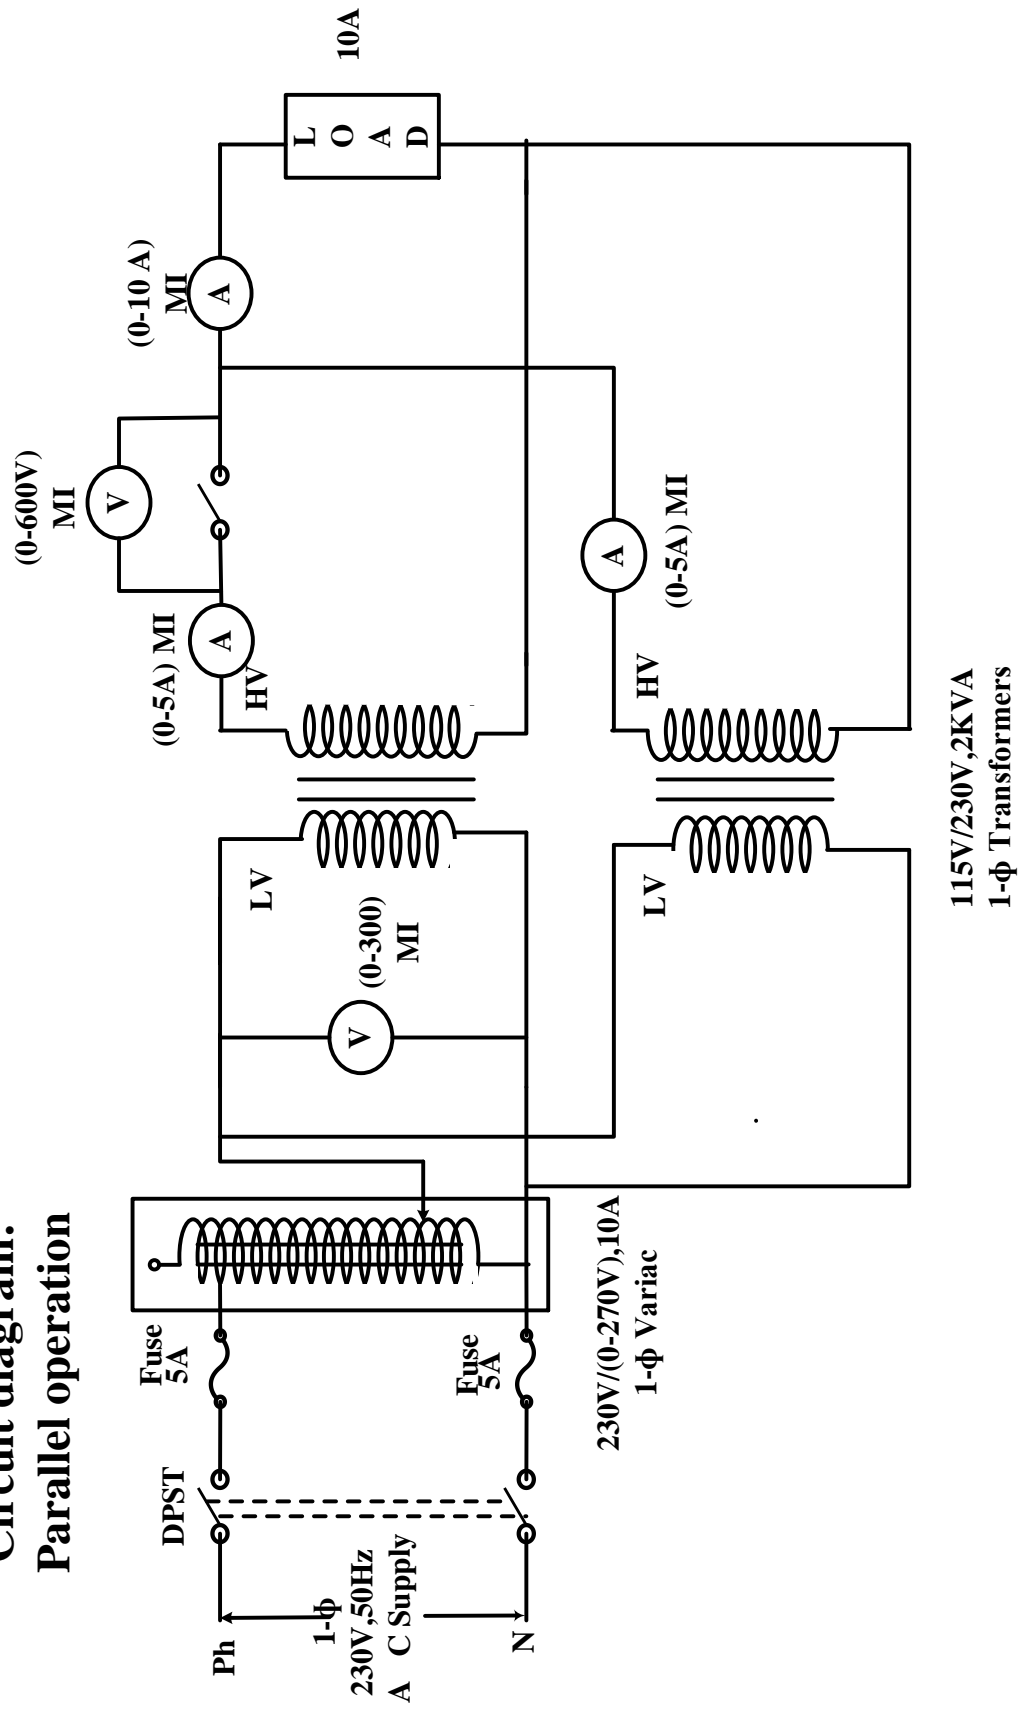 Circuit diagram:
Parallel operation
Ph
1-ϕ
230V,50Hz
A C Supply
N
DPST
Fuse
5A
Fuse
5A
230V/(0-270V),10A
1-ϕ Variac
V
(0-300)
MI
LV
HV
LV
HV
115V/230V,2KVA
1-ϕ Transformers
(0-5A) MI
A
(0-600V)
MI
V
A
(0-5A) MI
(0-10 A)
MI
A
L
O
A
D
10A